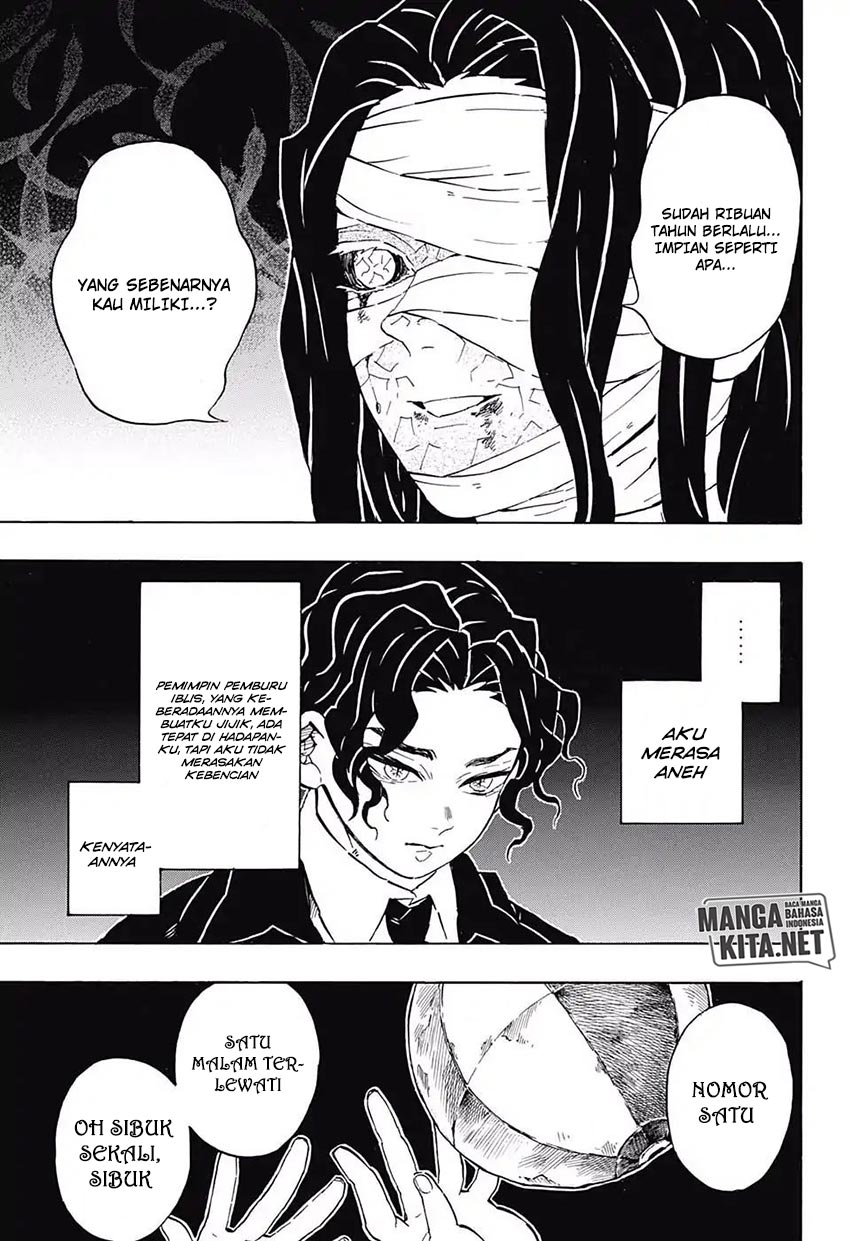 SUDAH RIBUAN
TAHUN BERLALU...
IMPIAN SEPERTI
APA...
YANG SEBENARNYA
KAU MILIKI...?
.......
AKU
MERASA
ANEH
PEMIMPIN PEMBURU
IBLIS, YANG KE-
BERADAANNYA MEM-
BUATKU JIJIK, ADA
TEPAT DI HADAPAN-
KU, TAPI AKU TIDAK
MERASAKAN
KEBENCIAN
KENYATA-
ANNYA
MANGA
KITA.NET
BACA MANGA
BAHASA
INDONESIA
NOMOR
SATU
SATU
MALAM TER-
LEWATI
OH SIBUK
SEKALI,
SIBUK